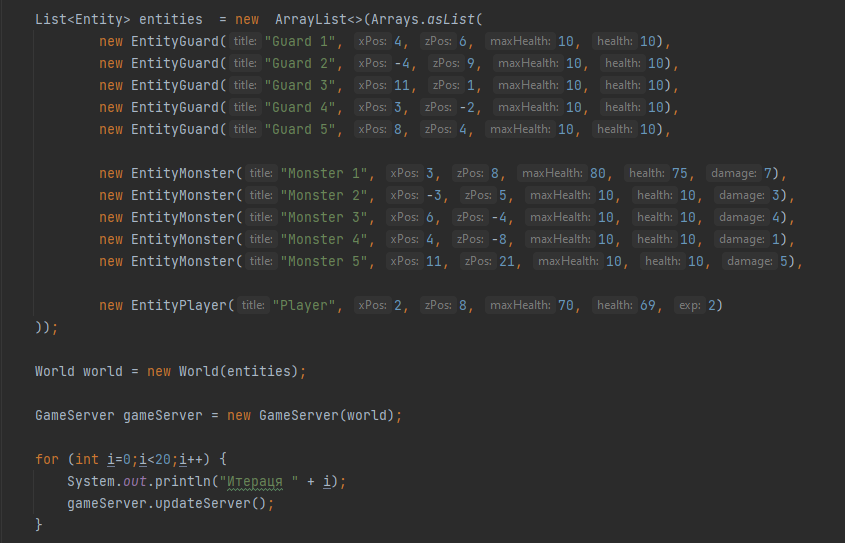 List<Entity> entities  = new  ArrayList<>(Arrays.asList(
        new EntityGuard( title: "Guard 1",  xPos: 4,  zPos: 6,  maxHealth: 10,  health: 10),
        new EntityGuard( title: "Guard 2",  xPos: -4,  zPos: 9,  maxHealth: 10,  health: 10),
        new EntityGuard( title: "Guard 3",  xPos: 11,  zPos: 1,  maxHealth: 10,  health: 10),
        new EntityGuard( title: "Guard 4",  xPos: 3,  zPos: -2,  maxHealth: 10,  health: 10),
        new EntityGuard( title: "Guard 5",  xPos: 8,  zPos: 4,  maxHealth: 10,  health: 10),

        new EntityMonster( title: "Monster 1",  xPos: 3,  zPos: 8,  maxHealth: 80,  health: 75,  damage: 7),
        new EntityMonster( title: "Monster 2",  xPos: -3,  zPos: 5,  maxHealth: 10,  health: 10,  damage: 3),
        new EntityMonster( title: "Monster 3",  xPos: 6,  zPos: -4,  maxHealth: 10,  health: 10,  damage: 4),
        new EntityMonster( title: "Monster 4",  xPos: 4,  zPos: -8,  maxHealth: 10,  health: 10,  damage: 1),
        new EntityMonster( title: "Monster 5",  xPos: 11,  zPos: 21,  maxHealth: 10,  health: 10,  damage: 5),

        new EntityPlayer( title: "Player",  xPos: 2,  zPos: 8,  maxHealth: 70,  health: 69,  exp: 2)
));

World world = new World(entities);

GameServer gameServer = new GameServer(world);

for (int i=0;i<20;i++) {
    System.out.println("Итераця " + i);
    gameServer.updateServer();
}